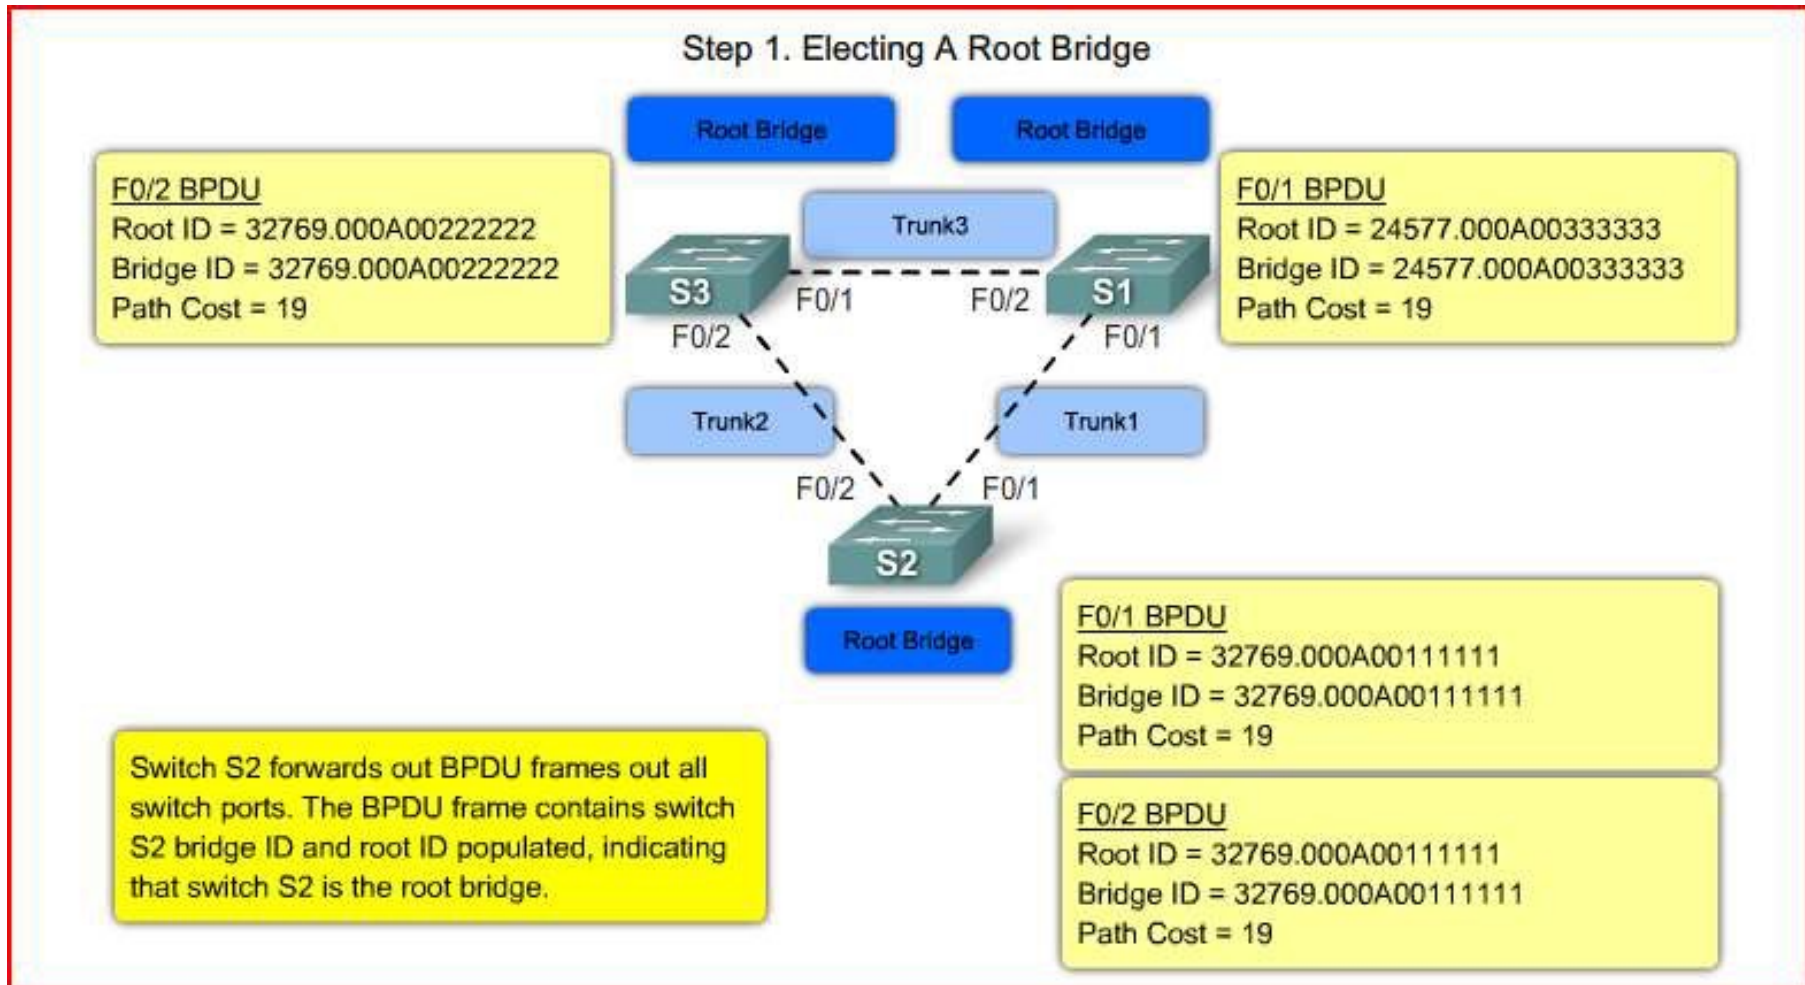 Step 1. Electing A Root Bridge
Root Bridge
Root Bridge
F0/2 BPDU
Root ID = 32769.000A00222222
Bridge ID = 32769.000A00222222
Path Cost = 19
Trunk3
F0/1 BPDU
Root ID = 24577.000A00333333
Bridge ID = 24577.000A00333333
Path Cost = 19
S3
F0/1
F0/2
S1
F0/2
F0/1
Trunk2
Trunk1
F0/2
F0/1
S2
Root Bridge
F0/1 BPDU
Root ID = 32769.000A00111111
Bridge ID = 32769.000A00111111
Path Cost = 19
Switch S2 forwards out BPDU frames out all
switch ports. The BPDU frame contains switch
S2 bridge ID and root ID populated, indicating
that switch S2 is the root bridge.
F0/2 BPDU
Root ID = 32769.000A00111111
Bridge ID = 32769.000A00111111
Path Cost = 19